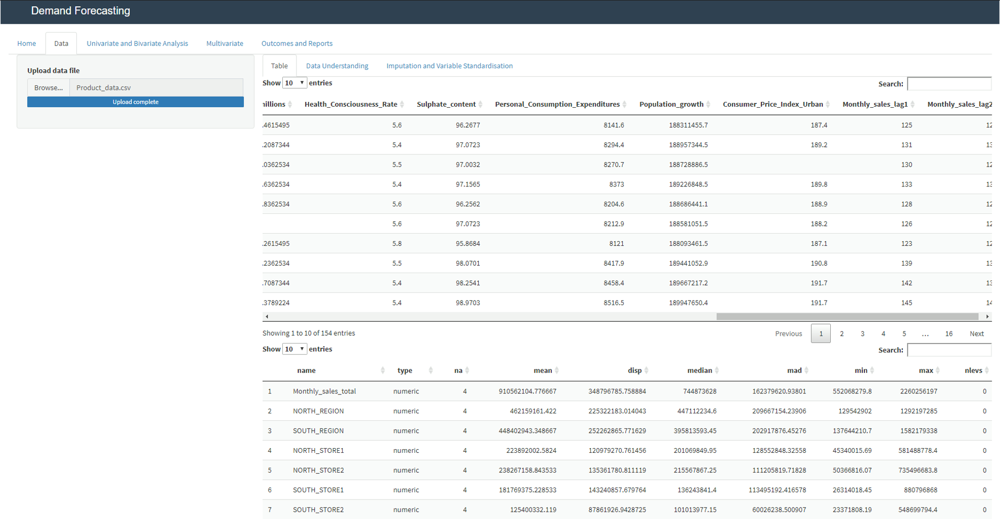 Demand Forecasting
Home Data Univariate and Bivariate Analysis Multivariate Outcomes and Reports
Upload data file
Browse... Product_data.csv
Upload complete
Table Data Understanding Imputation and Variable Standardisation
Show 10 entries Search:
nillions Health_Consciousness_Rate Sulphate_content Personal_Consumption_Expenditures Population_growth Consumer_Price_Index_Urban Monthly_sales_lag1 Monthly_sales_lag2
.4615495 5.6 96.2677 8141.6 188311455.7 187.4 125 12
.2087344 5.4 97.0723 8294.4 188957344.5 189.2 131 13
.0362534 5.5 97.0032 8270.7 188728886.5 130 12
.6362534 5.4 97.1565 8373 189226848.5 189.8 133 13
.8362534 5.6 96.2562 8204.6 188686441.1 188.9 128 12
5.6 97.0723 8212.9 188581051.5 188.2 126 12
.2615495 5.8 95.8684 8121 188093461.5 187.1 123 12
.2362534 5.5 98.0701 8417.9 189441052.9 190.8 139 13
.7087344 5.4 98.2541 8458.4 189667217.2 191.7 142 13
.3789224 5.4 98.9703 8516.5 189947650.4 191.7 145 14
Showing 1 to 10 of 154 entries Previous 1 2 3 4 5 ... 16 Next
Show 10 entries Search:
name type na mean disp median mad min max nlevs
1 Monthly_sales_total numeric 4 910562104.776667 348796785.758884 744873628 162379620.93801 552068279.8 2260256197 0
2 NORTH_REGION numeric 4 462159161.422 225322183.014043 447112234.6 209667154.23906 129542902 1292197285 0
3 SOUTH_REGION numeric 4 448402943.348667 252262865.771629 395813593.45 202917876.45276 137644210.7 1582179338 0
4 NORTH_STORE1 numeric 4 223892002.5824 120979270.761456 201069849.95 128552848.32558 45340015.69 581488778.4 0
5 NORTH_STORE2 numeric 4 238267158.843533 135361780.811119 215567867.25 111205819.71828 50366816.07 735496683.8 0
6 SOUTH_STORE1 numeric 4 181769375.228533 143240857.679764 136243841.4 113495192.416578 26314018.45 880796868 0
7 SOUTH_STORE2 numeric 4 125400332.119 87861926.9428725 101013977.15 60026238.500907 23371808.19 548699794.4 0